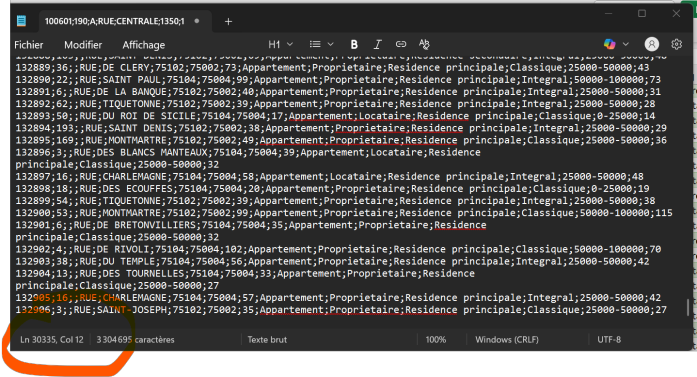 100601;190;A;RUE;CENTRALE;1350;1
Fichier Modifier Affichage H1 B I
132889;36;;RUE;DE CLERY;75102;75002;73;Appartement;Proprietaire;Residence principale;Classique;25000-50000;43
132890;22;;RUE;SAINT PAUL;75104;75004;99;Appartement;Proprietaire;Residence principale;Integral;50000-100000;73
132891;6;;RUE;DE LA BANQUE;75102;75002;40;Appartement;Proprietaire;Residence principale;Integral;25000-50000;31
132892;62;;RUE;TIQUETONNE;75102;75002;39;Appartement;Proprietaire;Residence principale;Integral;25000-50000;28
132893;50;;RUE;DU ROI DE SICILE;75104;75004;17;Appartement;Locataire;Residence principale;Classique;0-25000;14
132894;193;;RUE;SAINT DENIS;75102;75002;38;Appartement;Proprietaire;Residence principale;Integral;25000-50000;29
132895;169;;RUE;MONTMARTRE;75102;75002;49;Appartement;Proprietaire;Residence principale;Classique;25000-50000;36
132896;3;;RUE;DES BLANCS MANTEAUX;75104;75004;39;Appartement;Locataire;Residence
principale;Classique;25000-50000;32
132897;16;;RUE;CHARLEMAGNE;75104;75004;58;Appartement;Locataire;Residence principale;Integral;25000-50000;48
132898;18;;RUE;DES ECOUFFES;75104;75004;20;Appartement;Proprietaire;Residence principale;Classique;0-25000;19
132899;54;;RUE;TIQUETONNE;75102;75002;39;Appartement;Proprietaire;Residence principale;Integral;25000-50000;38
132900;53;;RUE;MONTMARTRE;75102;75002;99;Appartement;Proprietaire;Residence principale;Classique;50000-100000;115
132901;6;;RUE;DE BRETONVILLIERS;75104;75004;35;Appartement;Proprietaire;Residence
principale;Classique;25000-50000;32
132902;4;;RUE;DE RIVOLI;75104;75004;102;Appartement;Proprietaire;Residence principale;Classique;50000-100000;70
132903;38;;RUE;DU TEMPLE;75104;75004;56;Appartement;Proprietaire;Residence principale;Integral;25000-50000;42
132904;13;;RUE;DES TOURNELLES;75104;75004;33;Appartement;Proprietaire;Residence
principale;Classique;25000-50000;27
132905;16;;RUE;CHARLEMAGNE;75104;75004;57;Appartement;Proprietaire;Residence principale;Integral;25000-50000;42
132906;3;;RUE;SAINT-JOSEPH;75102;75002;35;Appartement;Proprietaire;Residence principale;Classique;25000-50000;27
Ln 30335, Col 12 3 304 695 caractères Texte brut 100% Windows (CRLF) UTF-8